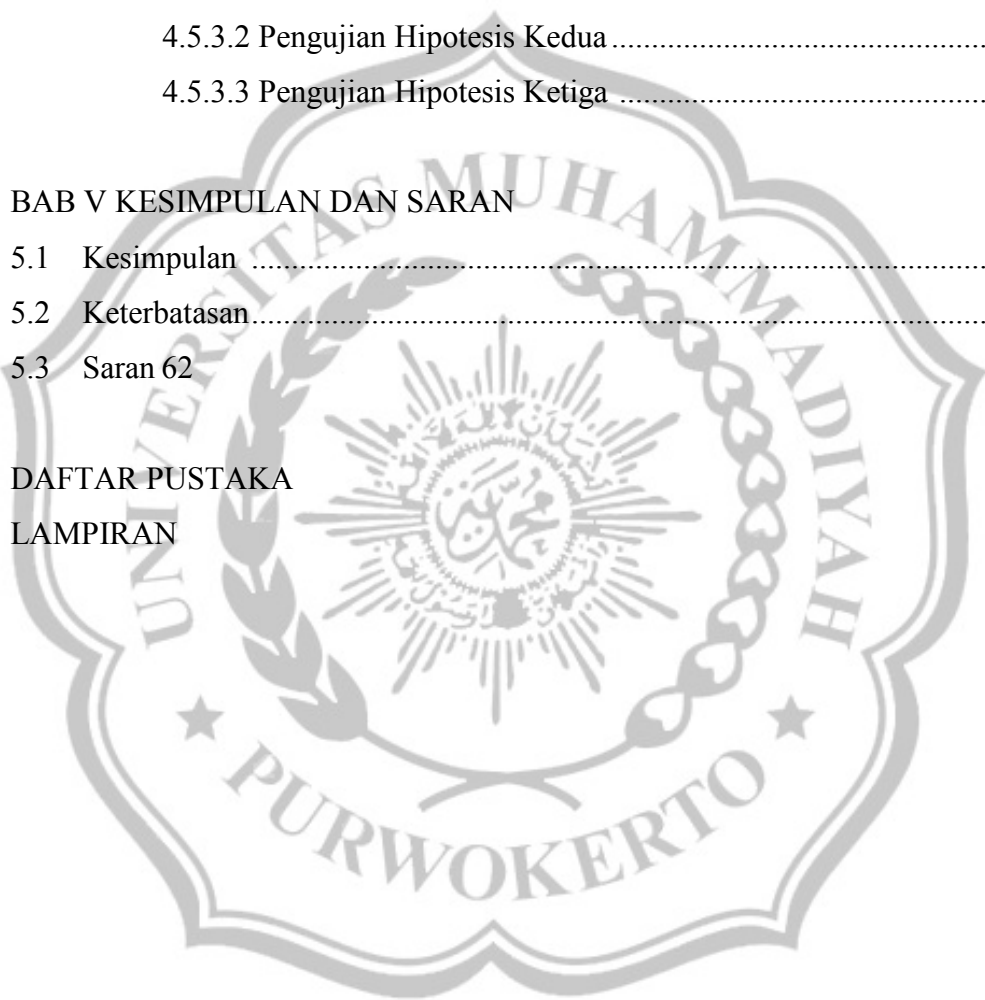 4.5.3.2 Pengujian Hipotesis Kedua ................................................
4.5.3.3 Pengujian Hipotesis Ketiga ...............................................
BAB V KESIMPULAN DAN SARAN
5.1 Kesimpulan ................................................................................................
5.2 Keterbatasan................................................................................................
5.3 Saran 62
DAFTAR PUSTAKA
LAMPIRAN
UNIVERSITAS MUHAMMADIYAH
PURWOKERTO